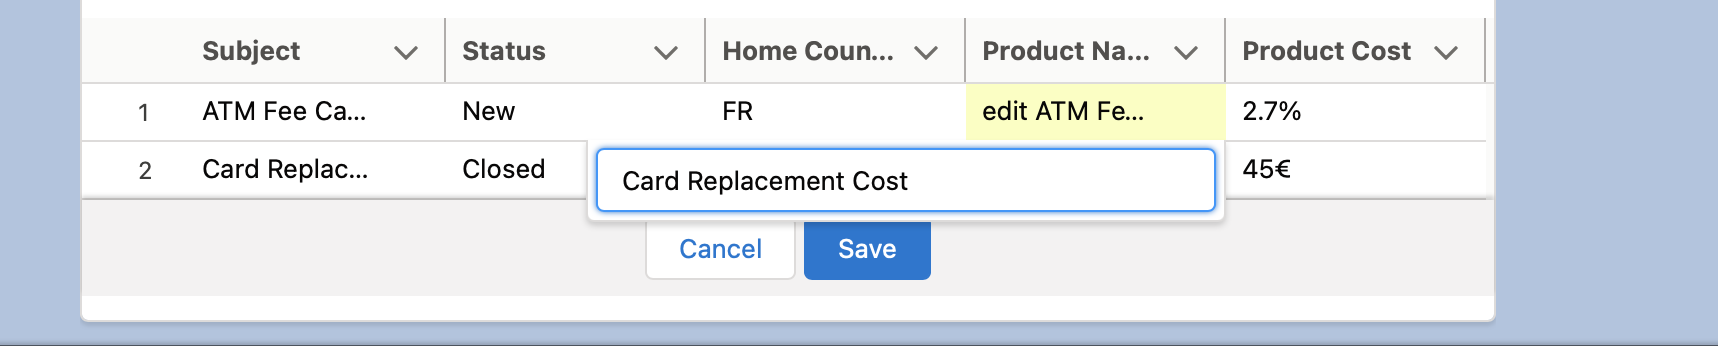 Subject Status Home Coun... Product Na... Product Cost
1 ATM Fee Ca... New FR edit ATM Fe... 2.7%
2 Card Replac... Closed Card Replacement Cost 45€
Cancel Save